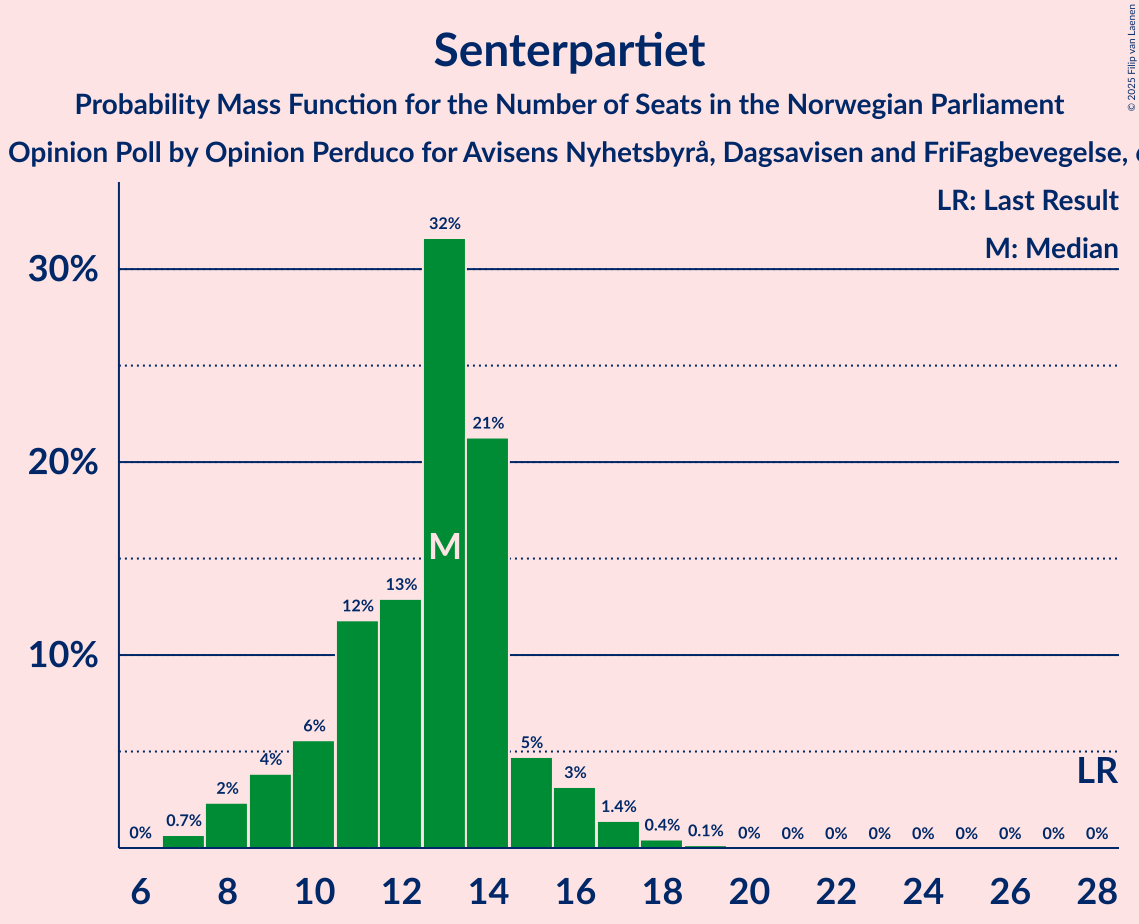 © 2025 Filip van Laenen
Senterpartiet
Probability Mass Function for the Number of Seats in the Norwegian Parliament
Opinion Poll by Opinion Perduco for Avisens Nyhetsbyrå, Dagsavisen and FriFagbevegelse,
LR: Last Result
M: Median
32%
30%
21%
20%
M
13%
12%
10%
6%
5%
4%
LR
3%
2%
1.4%
0% 0.7% 0.4% 0.1% 0% 0% 0% 0% 0% 0% 0% 0% 0%
6 8 10 12 14 16 18 20 22 24 26 28